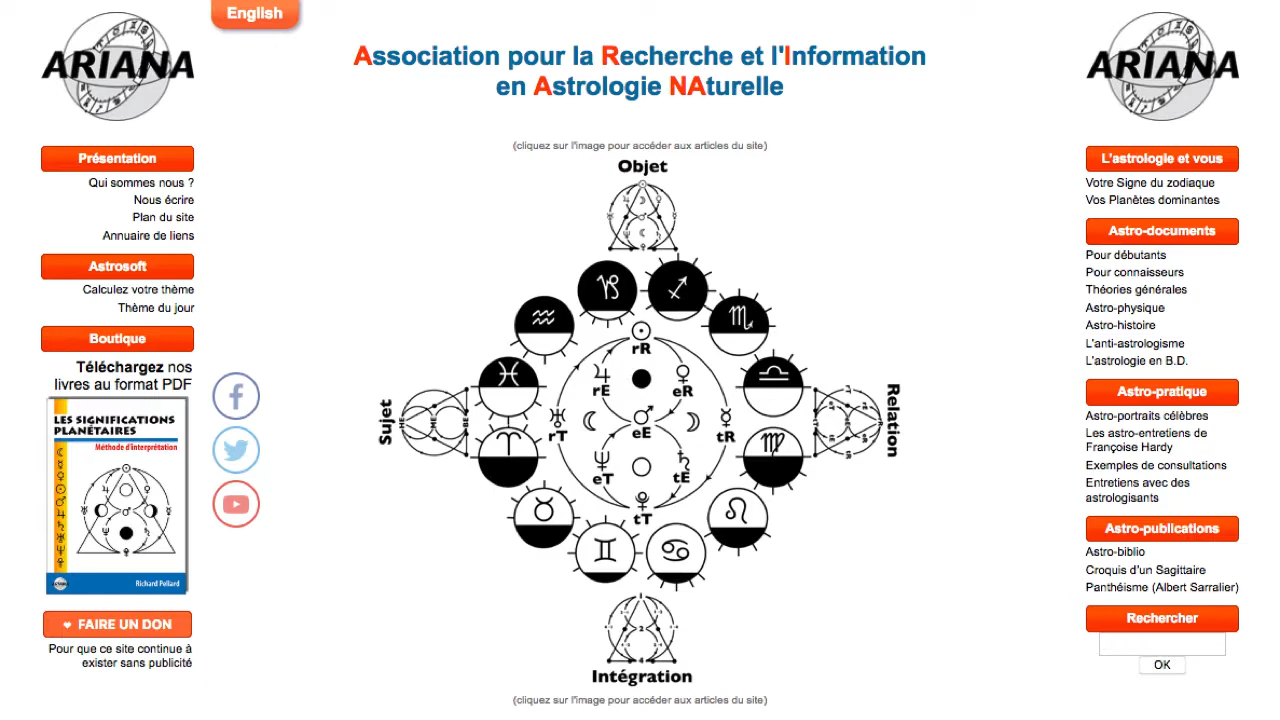 English
ARIANA
Association pour la Recherche et l'Information
en Astrologie NAturelle
ARIANA
Présentation
Qui sommes nous ?
Nous écrire
Plan du site
Annuaire de liens
Astrosoft
Calculez votre thème
Thème du jour
Boutique
Téléchargez nos
livres au format PDF
LES SIGNIFICATIONS
PLANÉTAIRES
Méthode d'interprétation
Richard Pellard
❤ FAIRE UN DON
Pour que ce site continue à
exister sans publicité
(cliquez sur l'image pour accéder aux articles du site)
Objet
rR
rE
eR
Sujet
rT
eE
tR
Relation
eT
tE
tT
Intégration
(cliquez sur l'image pour accéder aux articles du site)
L'astrologie et vous
Votre Signe du zodiaque
Vos Planètes dominantes
Astro-documents
Pour débutants
Pour connaisseurs
Théories générales
Astro-physique
Astro-histoire
L'anti-astrologisme
L'astrologie en B.D.
Astro-pratique
Astro-portraits célèbres
Les astro-entretiens de
Françoise Hardy
Exemples de consultations
Entretiens avec des
astrologisants
Astro-publications
Astro-biblio
Croquis d'un Sagittaire
Panthéisme (Albert Sarralier)
Rechercher
OK